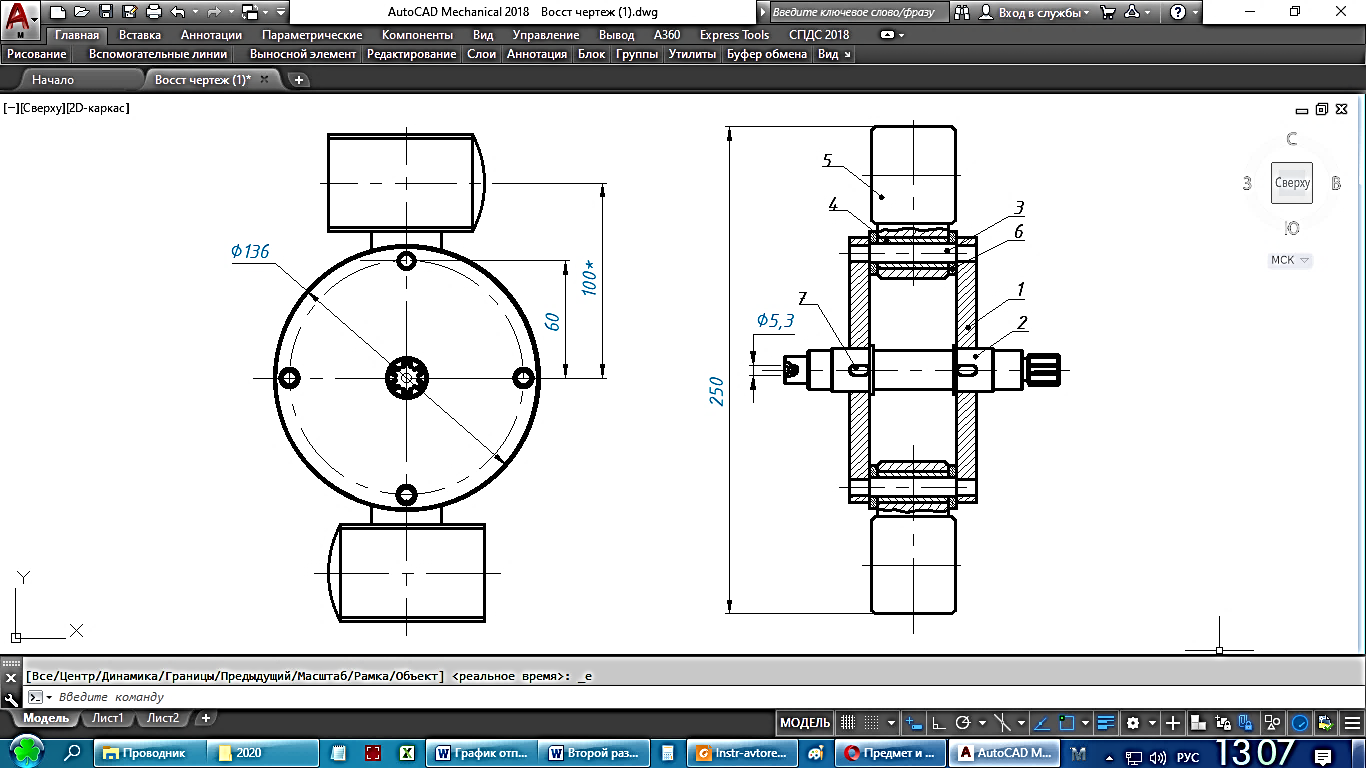 AutoCAD Mechanical 2018 Восст чертеж (1).dwg
Введите ключевое слово/фразу
Вход в службы
Главная Вставка Аннотации Параметрические Компоненты Вид Управление Вывод A360 Express Tools СПДС 2018
Рисование Вспомогательные линии Выносной элемент Редактирование Слои Аннотация Блок Группы Утилиты Буфер обмена Вид
Начало Восст чертеж (1)*
[−][Сверху][2D-каркас]
С
З Сверху В
Ю
МСК
Ф136
100*
60
5
4
3
6
7
1
2
Ф5,3
250
Y
X
[Все/Центр/Динамика/Границы/Предыдущий/Масштаб/Рамка/Объект] <реальное время>: _e
Введите команду
Модель Лист1 Лист2 +
МОДЕЛЬ
Проводник 2020 График отп... Второй раз... Instr-avtore... Предмет и ... AutoCAD M... РУС 13 07